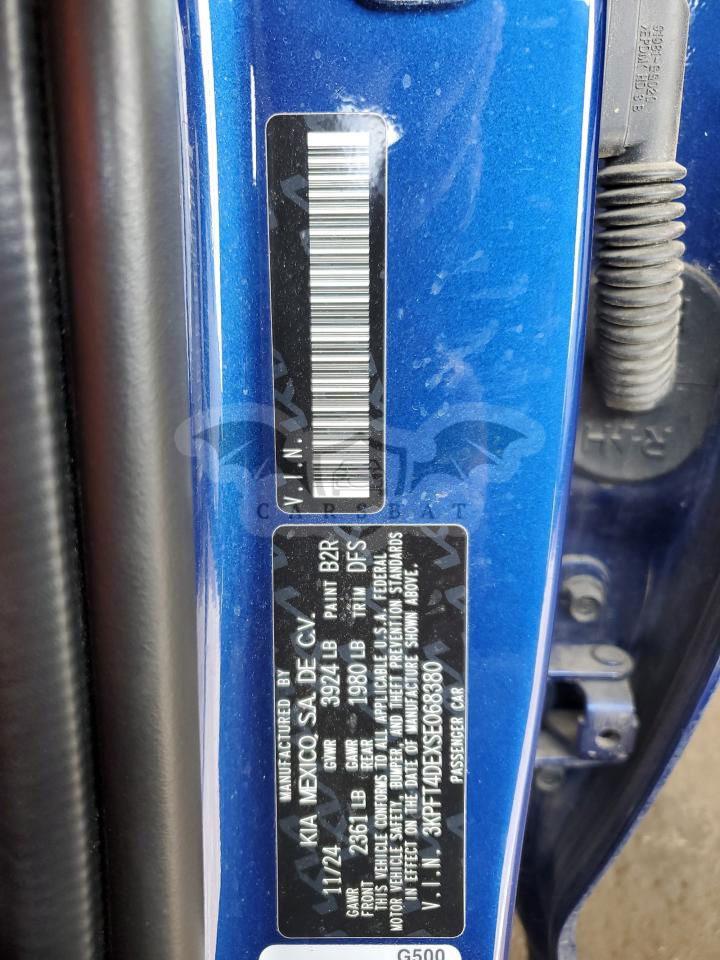 V.I.N.
MANUFACTURED BY
KIA MEXICO, S.A. DE C.V.
11/24 GVWR 3924 LB PAINT B2R
GAWR FRONT 2361 LB GAWR REAR 1980 LB TRIM DFS
THIS VEHICLE CONFORMS TO ALL APPLICABLE U.S.A. FEDERAL
MOTOR VEHICLE SAFETY, BUMPER, AND THEFT PREVENTION STANDARDS
IN EFFECT ON THE DATE OF MANUFACTURE SHOWN ABOVE.
V.I.N. 3KPFT4DEXSE068380
PASSENGER CAR
G500
CARSBAT
R-LH